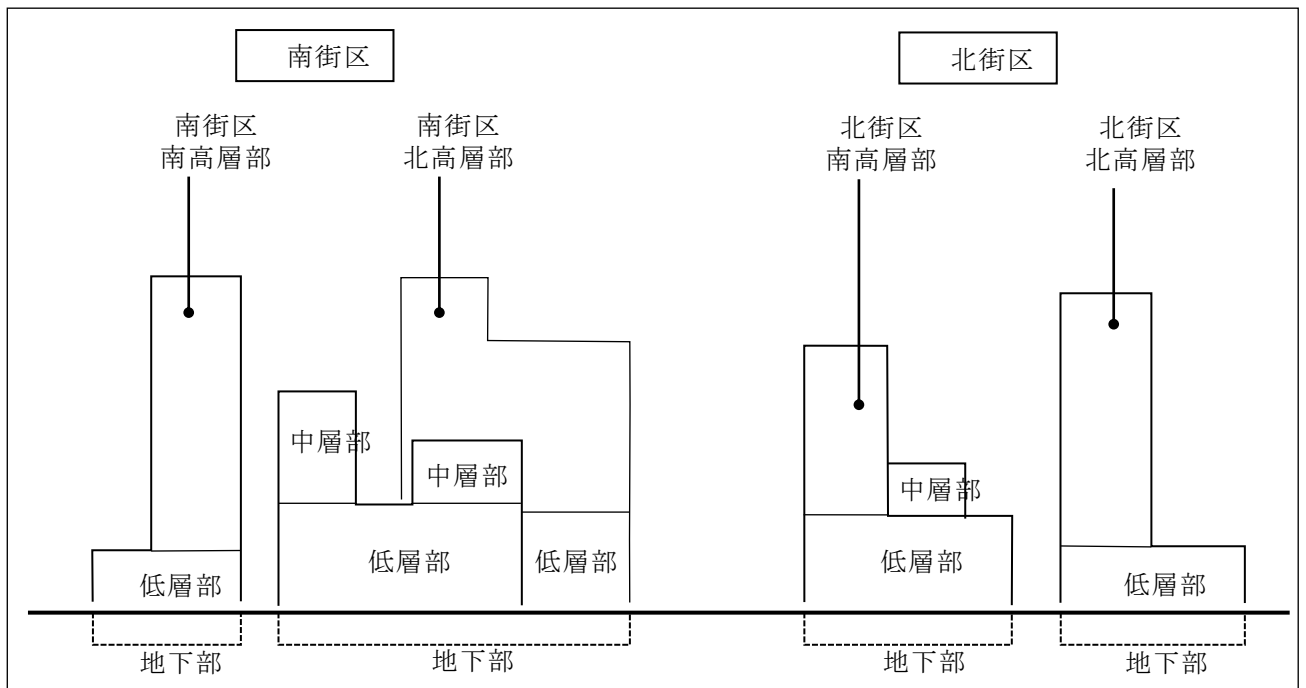 南街区
北街区
南街区
南高層部
南街区
北高層部
北街区
南高層部
北街区
北高層部
中層部
中層部
中層部
低層部
低層部
低層部
低層部
低層部
地下部
地下部
地下部
地下部